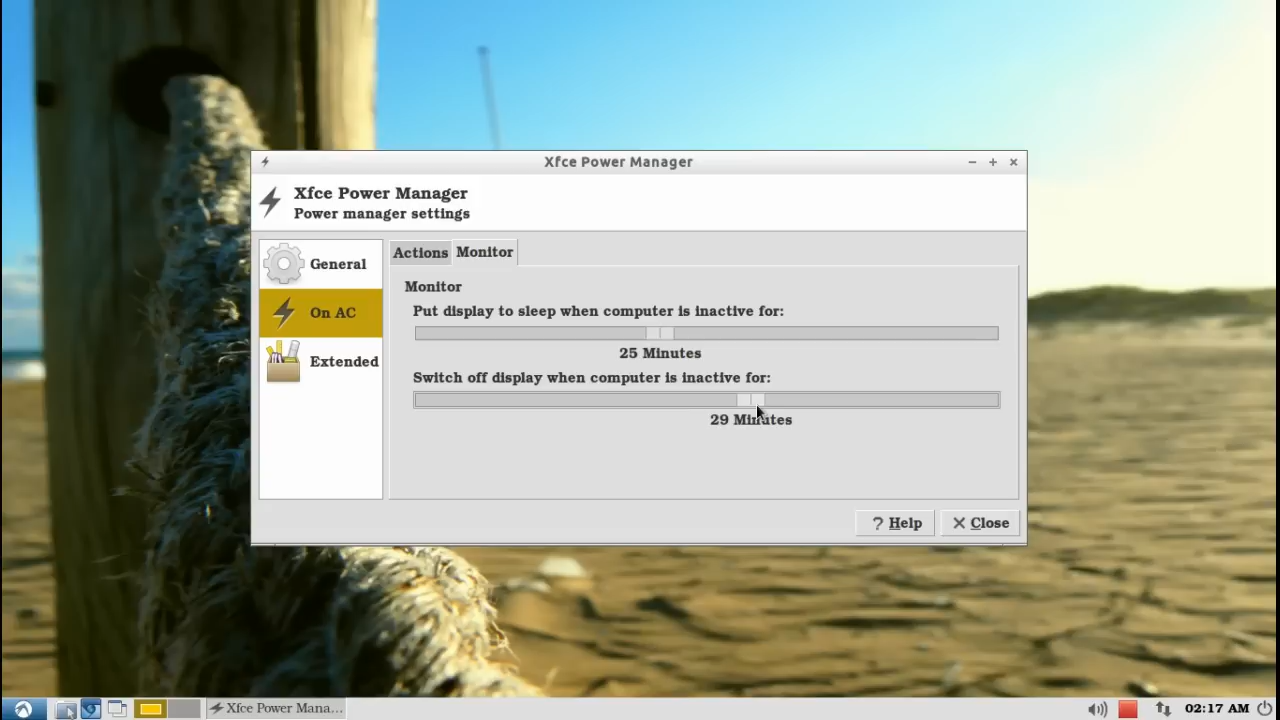 Xfce Power Manager
Xfce Power Manager
Power manager settings
General
On AC
Extended
Actions Monitor
Monitor
Put display to sleep when computer is inactive for:
25 Minutes
Switch off display when computer is inactive for:
29 Minutes
? Help
Close
Xfce Power Mana...
02:17 AM